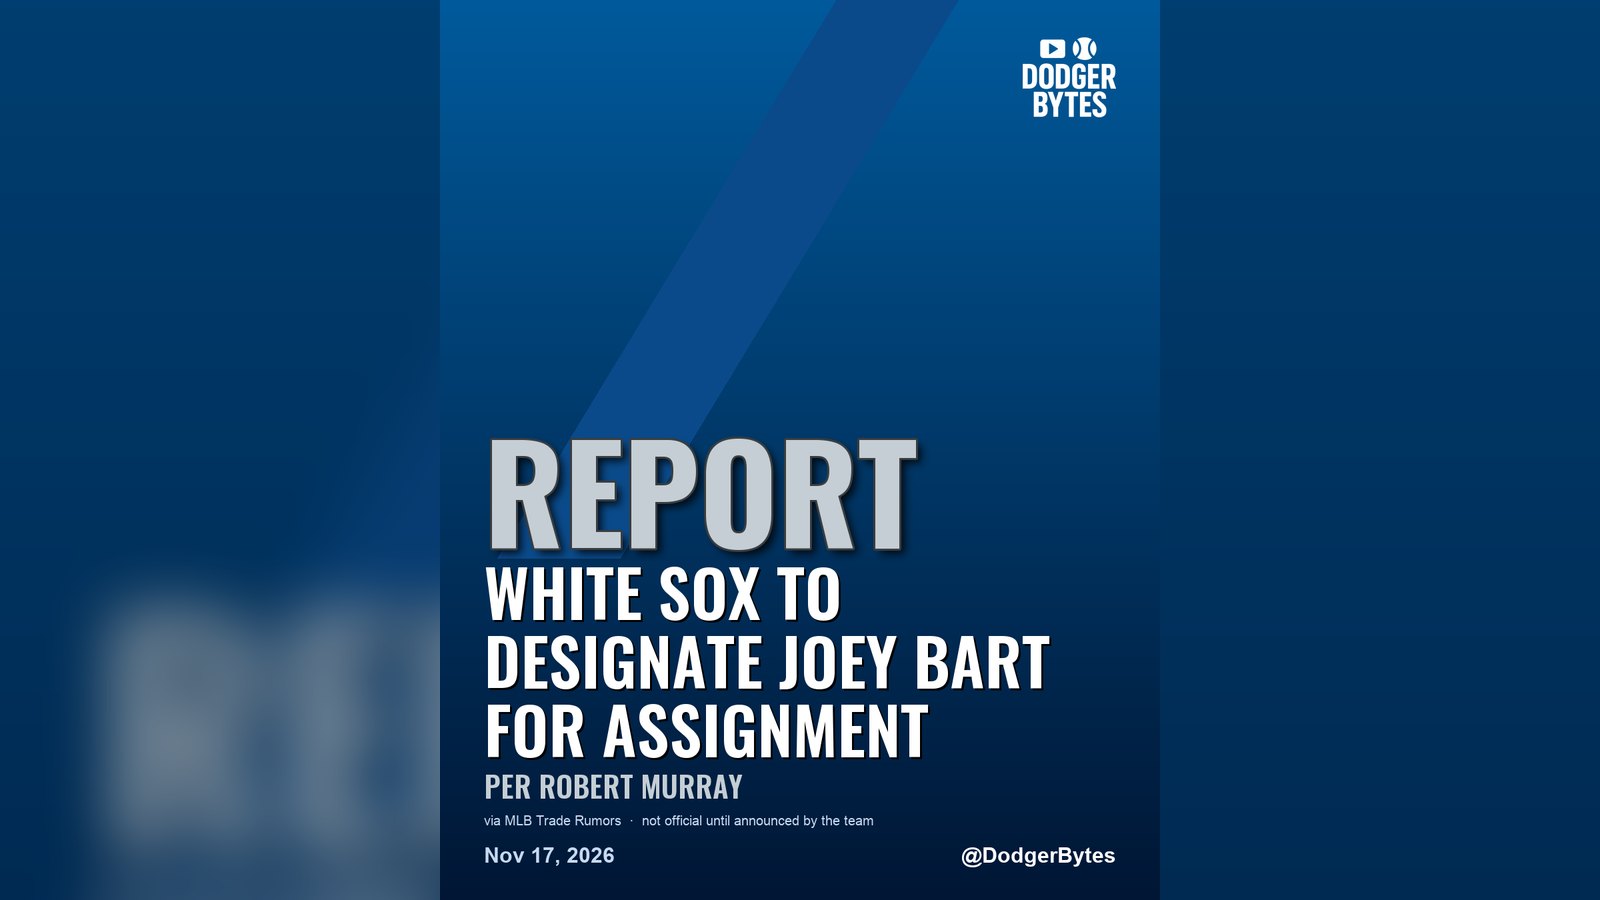 DODGER
BYTES
REPORT
WHITE SOX TO
DESIGNATE JOEY BART
FOR ASSIGNMENT
PER ROBERT MURRAY
via MLB Trade Rumors · not official until announced by the team
Nov 17, 2026
@DodgerBytes